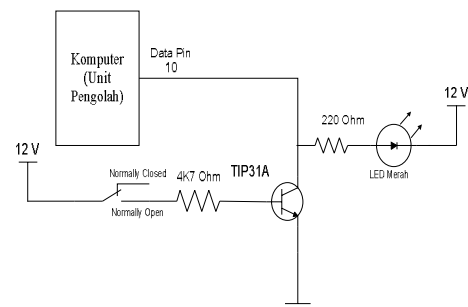 Komputer
(Unit
Pengolah)
Data Pin
10
12 V
220 Ohm
LED Merah
12 V
Normally Closed
4K7 Ohm
TIP31A
Normally Open